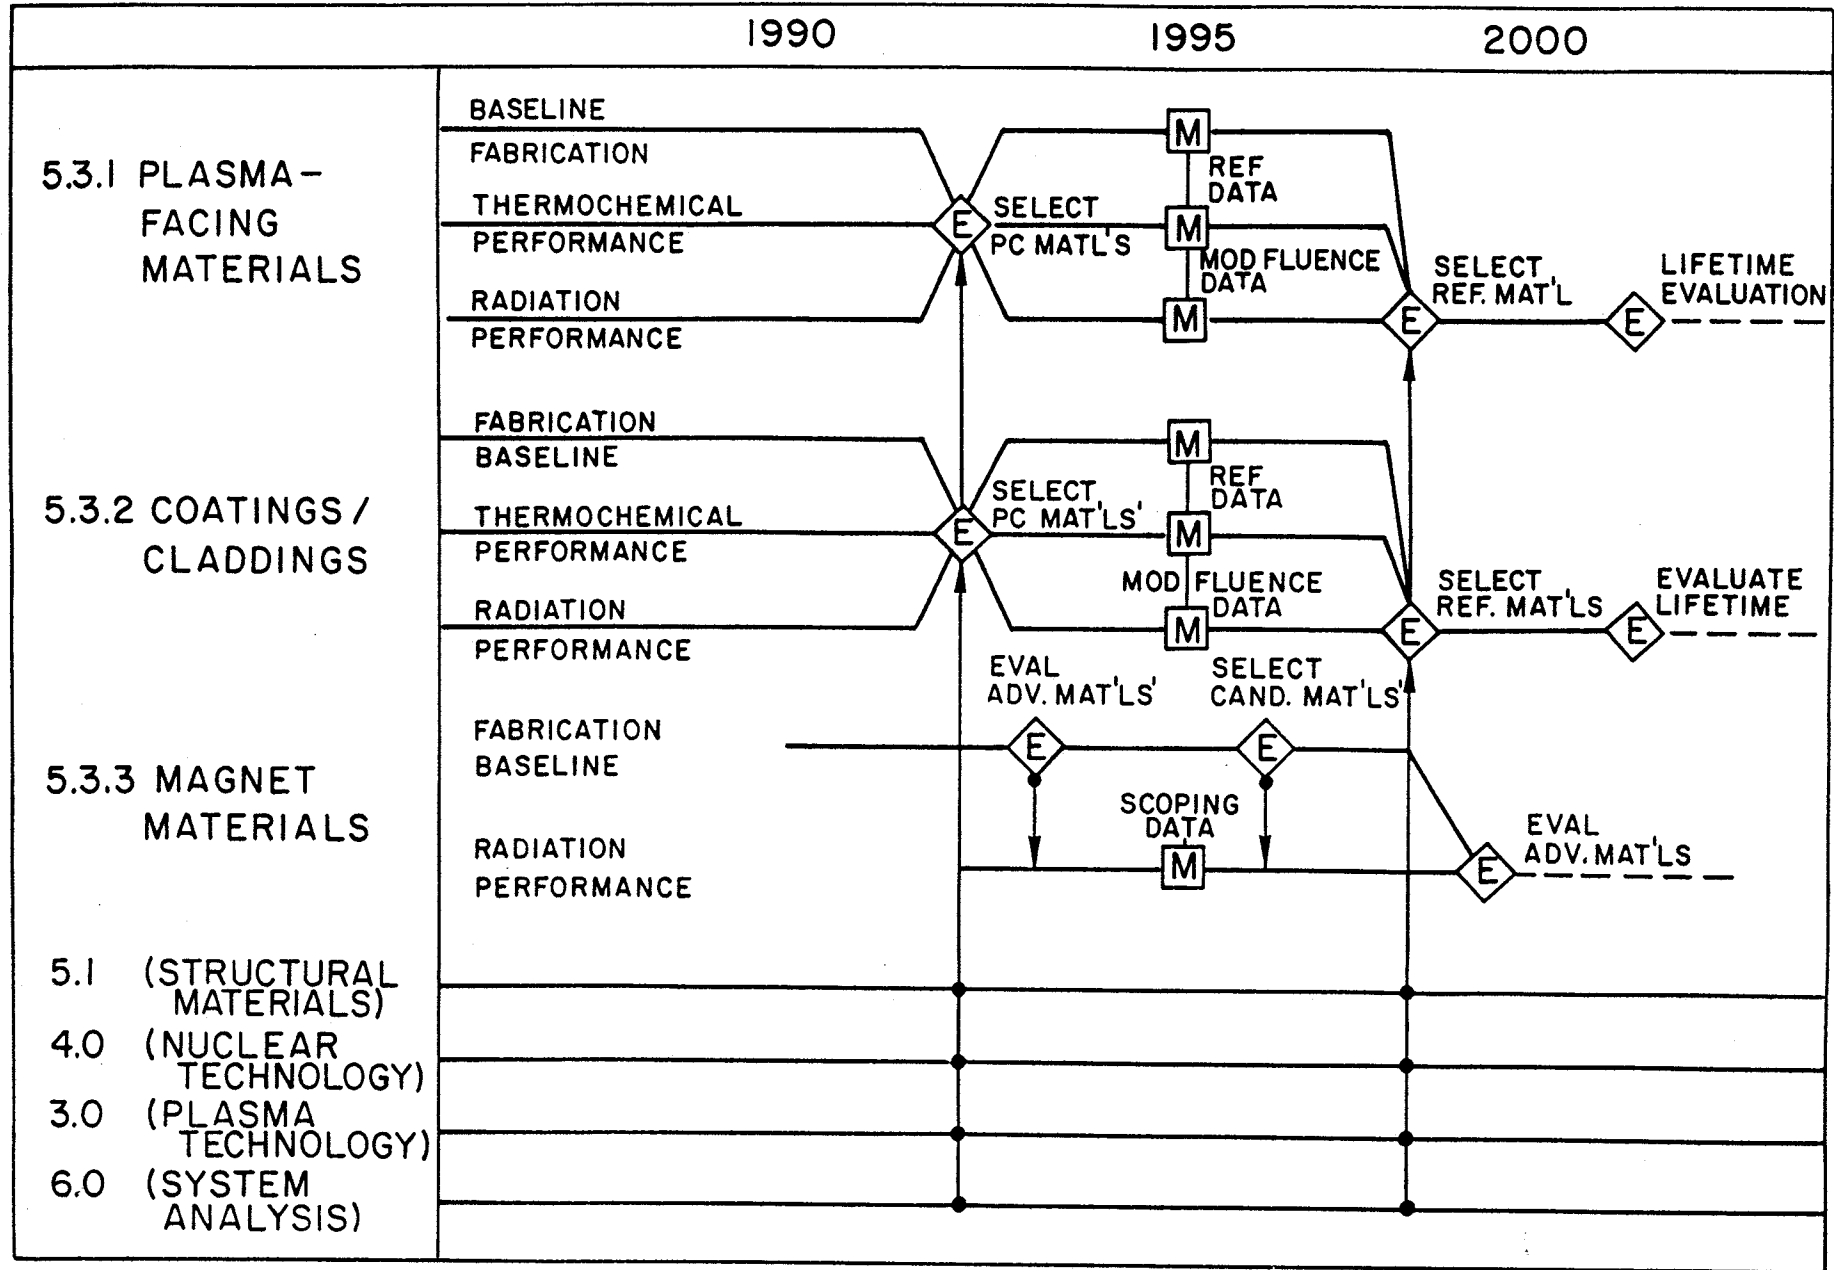 1990 1995 2000
5.3.1 PLASMA-
FACING
MATERIALS
BASELINE
FABRICATION
THERMOCHEMICAL
PERFORMANCE
RADIATION
PERFORMANCE
E
SELECT
PC MATL'S
M
REF
DATA
M
MOD FLUENCE
DATA
M
E
SELECT
REF. MAT'L
E
LIFETIME
EVALUATION
5.3.2 COATINGS/
CLADDINGS
FABRICATION
BASELINE
THERMOCHEMICAL
PERFORMANCE
RADIATION
PERFORMANCE
E
SELECT
PC MAT'LS'
M
REF
DATA
M
MOD FLUENCE
DATA
M
E
SELECT
REF. MAT'LS
E
EVALUATE
LIFETIME
5.3.3 MAGNET
MATERIALS
FABRICATION
BASELINE
RADIATION
PERFORMANCE
EVAL
ADV. MAT'LS'
E
SELECT
CAND. MAT'LS'
E
SCOPING
DATA
M
E
EVAL
ADV. MAT'LS
5.1 (STRUCTURAL
MATERIALS)
4.0 (NUCLEAR
TECHNOLOGY)
3.0 (PLASMA
TECHNOLOGY)
6.0 (SYSTEM
ANALYSIS)